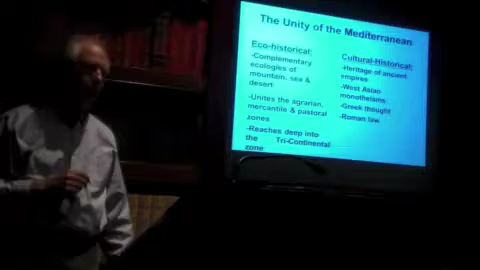 The Unity of the Mediterranean
Eco-historical:
-Complementary
ecologies of
mountain, sea &
desert
-Unites the agrarian,
mercantile & pastoral
zones
-Reaches deep into
the Tri-Continental
zone
Cultural-Historical:
-Heritage of ancient
empires
-West Asian
monotheisms
-Greek thought
-Roman law